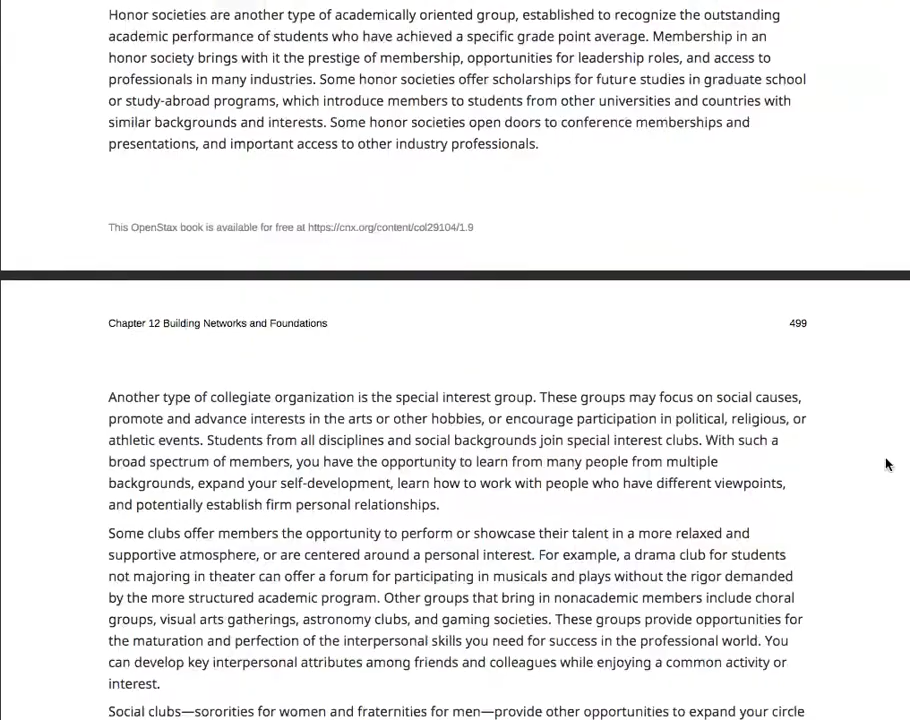 Honor societies are another type of academically oriented group, established to recognize the outstanding
academic performance of students who have achieved a specific grade point average. Membership in an
honor society brings with it the prestige of membership, opportunities for leadership roles, and access to
professionals in many industries. Some honor societies offer scholarships for future studies in graduate school
or study-abroad programs, which introduce members to students from other universities and countries with
similar backgrounds and interests. Some honor societies open doors to conference memberships and
presentations, and important access to other industry professionals.
This OpenStax book is available for free at https://cnx.org/content/col29104/1.9
Chapter 12 Building Networks and Foundations 499
Another type of collegiate organization is the special interest group. These groups may focus on social causes,
promote and advance interests in the arts or other hobbies, or encourage participation in political, religious, or
athletic events. Students from all disciplines and social backgrounds join special interest clubs. With such a
broad spectrum of members, you have the opportunity to learn from many people from multiple
backgrounds, expand your self-development, learn how to work with people who have different viewpoints,
and potentially establish firm personal relationships.
Some clubs offer members the opportunity to perform or showcase their talent in a more relaxed and
supportive atmosphere, or are centered around a personal interest. For example, a drama club for students
not majoring in theater can offer a forum for participating in musicals and plays without the rigor demanded
by the more structured academic program. Other groups that bring in nonacademic members include choral
groups, visual arts gatherings, astronomy clubs, and gaming societies. These groups provide opportunities for
the maturation and perfection of the interpersonal skills you need for success in the professional world. You
can develop key interpersonal attributes among friends and colleagues while enjoying a common activity or
interest.
Social clubs—sororities for women and fraternities for men—provide other opportunities to expand your circle